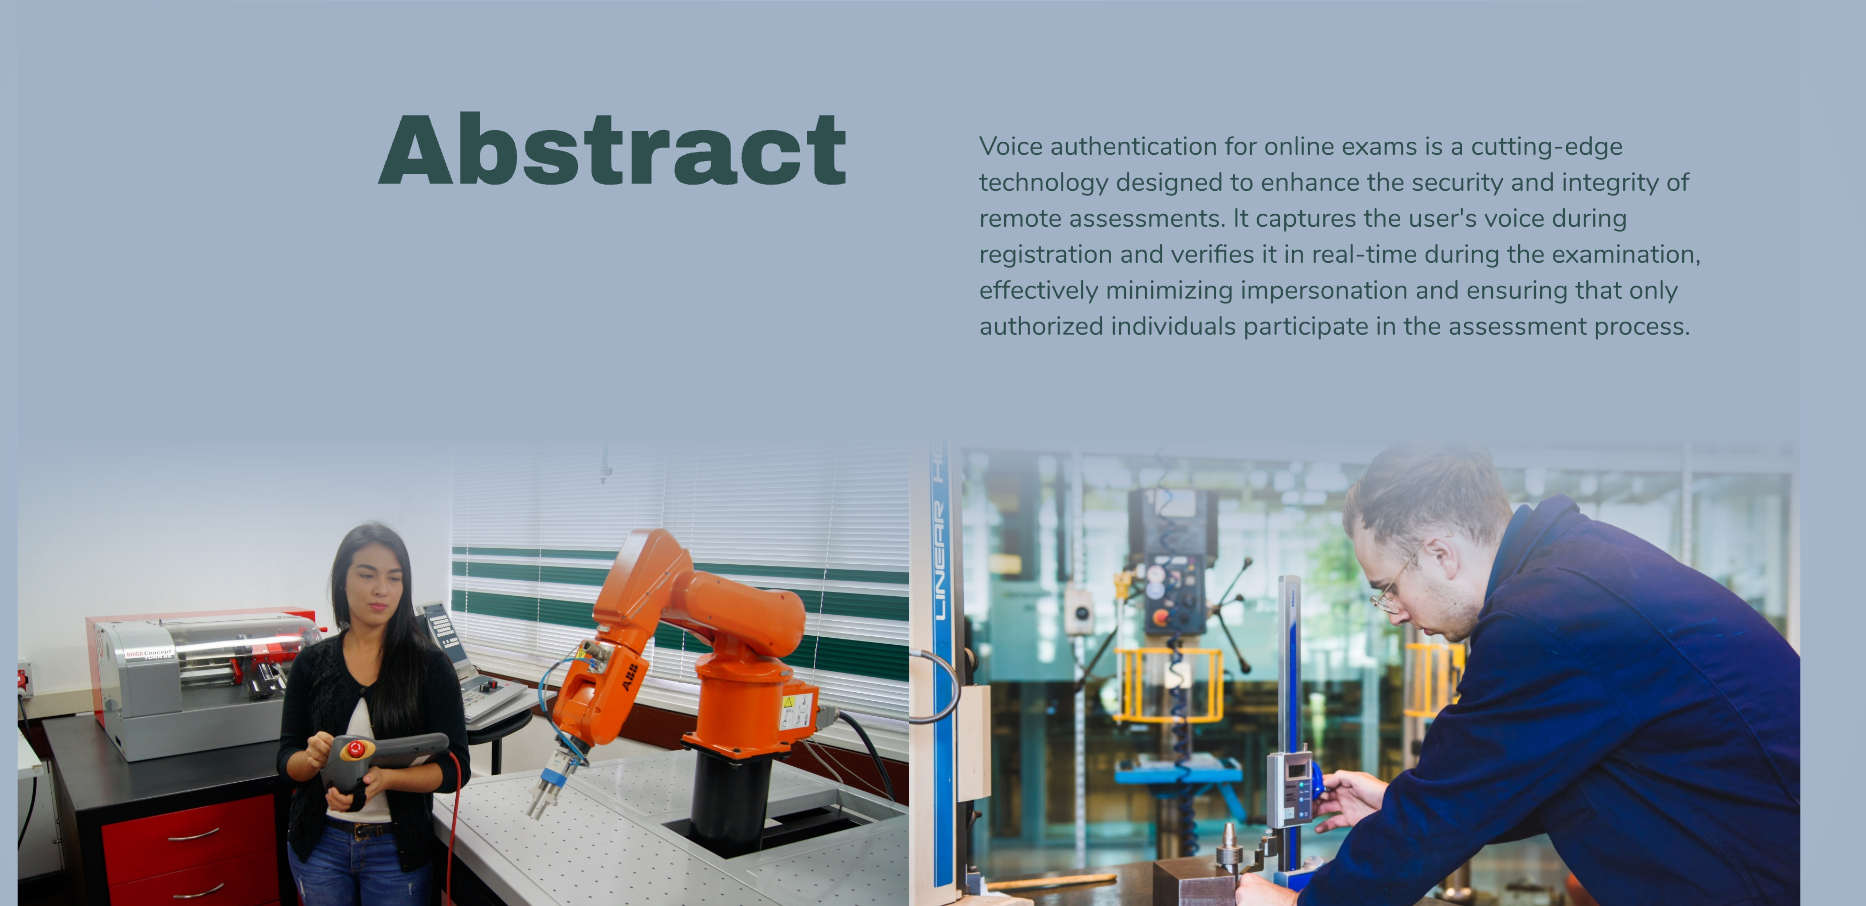 Abstract
Voice authentication for online exams is a cutting-edge
technology designed to enhance the security and integrity of
remote assessments. It captures the user's voice during
registration and verifies it in real-time during the examination,
effectively minimizing impersonation and ensuring that only
authorized individuals participate in the assessment process.
ABB
LINEAR